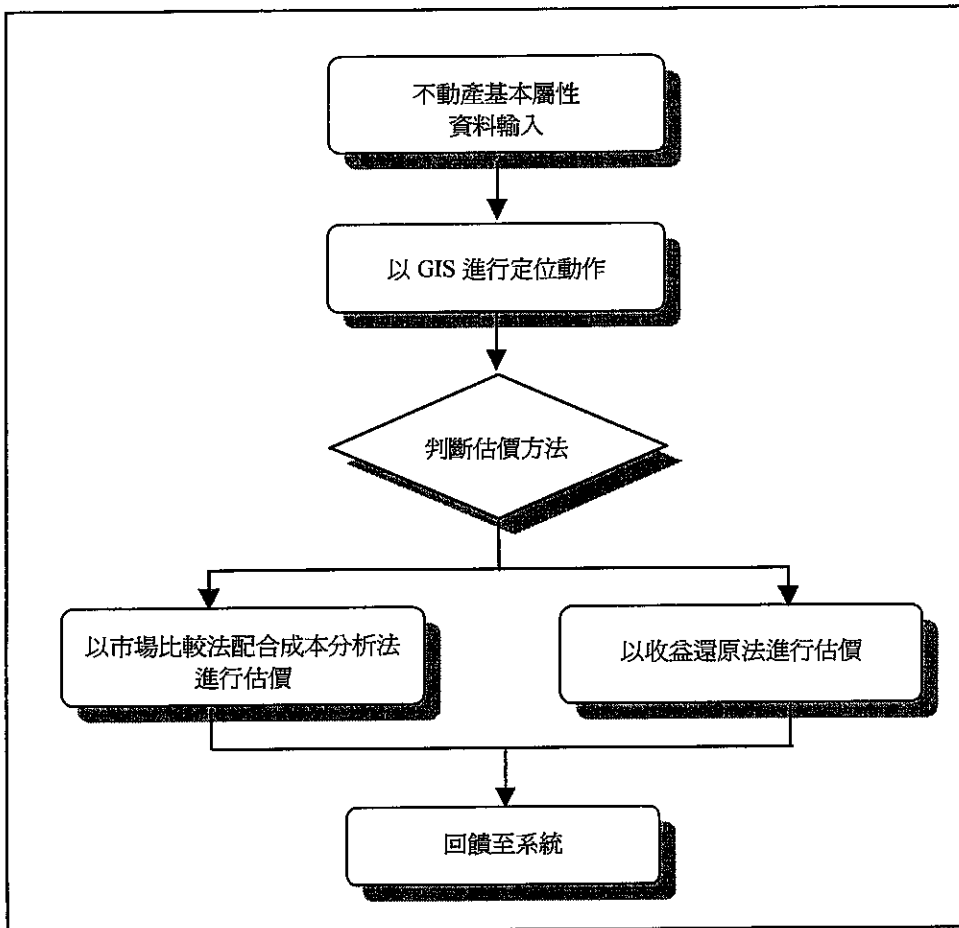 不動產基本屬性
資料輸入
以 GIS 進行定位動作
判斷估價方法
以市場比較法配合成本分析法
進行估價
以收益還原法進行估價
回饋至系統